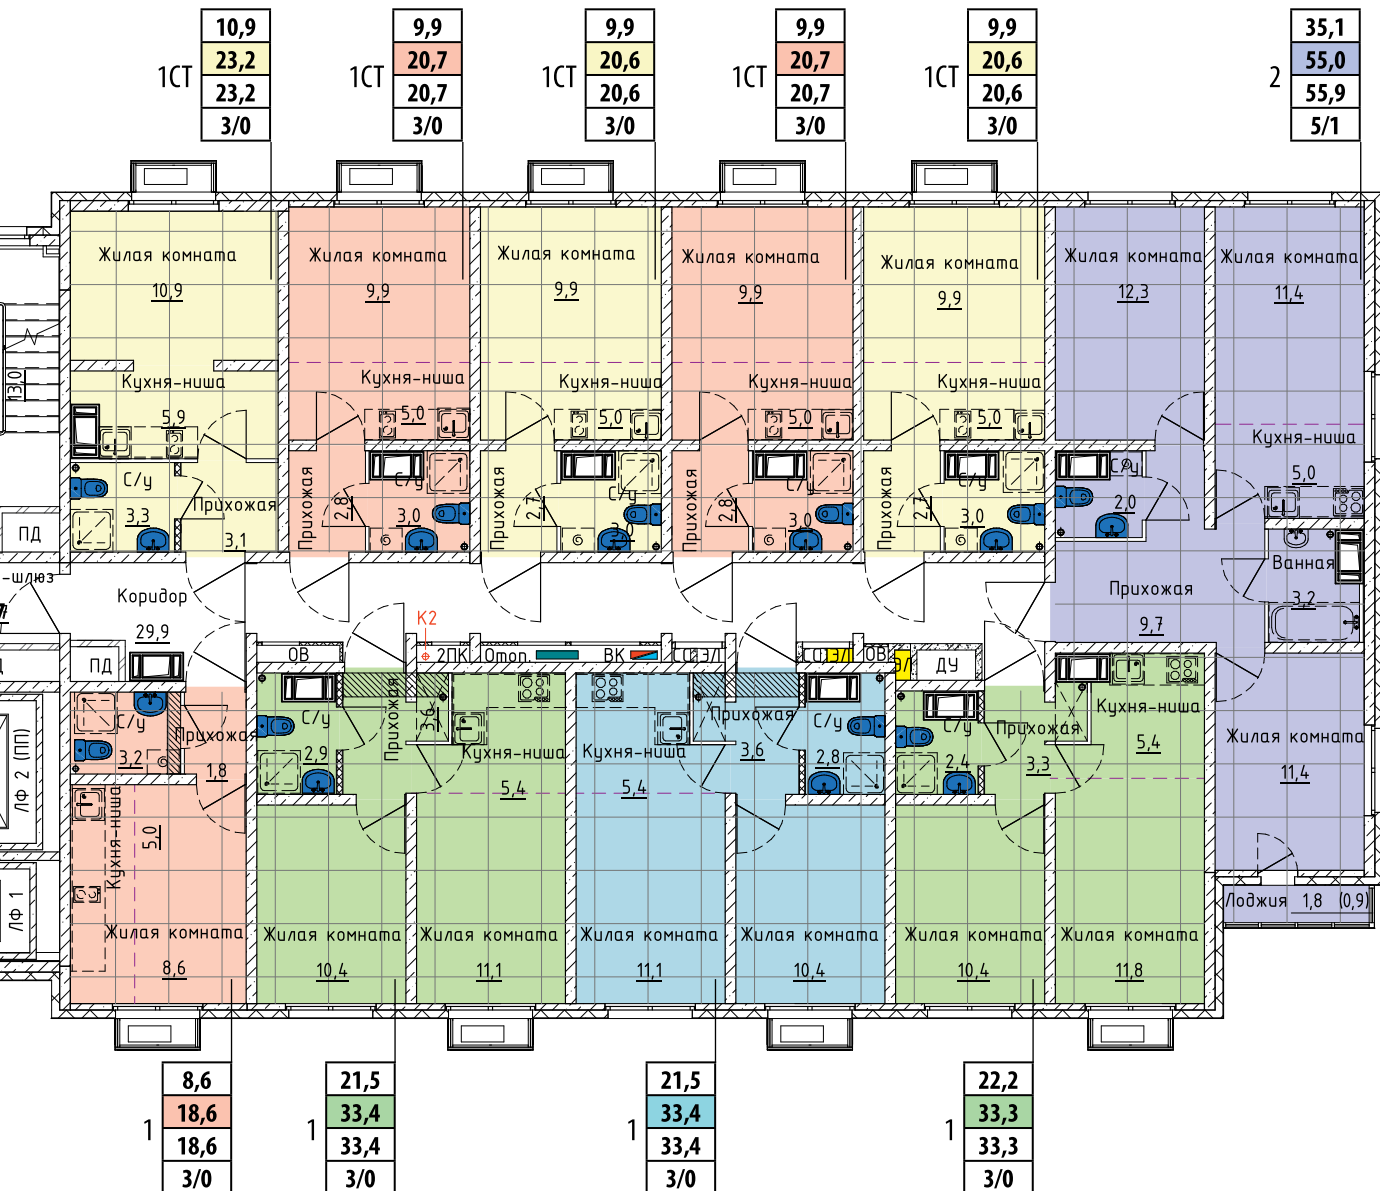 10,9
23,2
23,2
3/0
1СТ
9,9
20,7
20,7
3/0
1СТ
9,9
20,6
20,6
3/0
1СТ
9,9
20,7
20,7
3/0
1СТ
9,9
20,6
20,6
3/0
1СТ
35,1
55,0
55,9
5/1
2
Жилая комната
10,9
Кухня-ниша
5,9
С/у
3,3
Прихожая
3,1
Жилая комната
9,9
Кухня-ниша
5,0
Прихожая
2,8
С/у
3,0
Жилая комната
9,9
Кухня-ниша
5,0
Прихожая
2,7
С/у
3,0
Жилая комната
9,9
Кухня-ниша
5,0
Прихожая
2,8
С/у
3,0
Жилая комната
9,9
Кухня-ниша
5,0
Прихожая
2,7
С/у
3,0
Жилая комната
12,3
С/у
2,0
Жилая комната
11,4
Кухня-ниша
5,0
Ванная
3,2
Прихожая
9,7
Жилая комната
11,4
Лоджия 1,8 (0,9)
13,0
ПД
-шлюз
Коридор
29,9
ПД
ОВ
К2
2ПК
Отоп.
ВК
СС
Э/
СС
Э/
ОВ
Э/
ДУ
ЛФ 2 (ПП)
ЛФ 1
С/у
3,2
Прихожая
1,8
Кухня-ниша
5,0
Жилая комната
8,6
С/у
2,9
Прихожая
3,6
Кухня-ниша
5,4
Жилая комната
10,4
Жилая комната
11,1
Кухня-ниша
5,4
Прихожая
3,6
С/у
2,8
Жилая комната
11,1
Жилая комната
10,4
С/у
2,4
Прихожая
3,3
Кухня-ниша
5,4
Жилая комната
10,4
Жилая комната
11,8
8,6
18,6
18,6
3/0
1
21,5
33,4
33,4
3/0
1
21,5
33,4
33,4
3/0
1
22,2
33,3
33,3
3/0
1